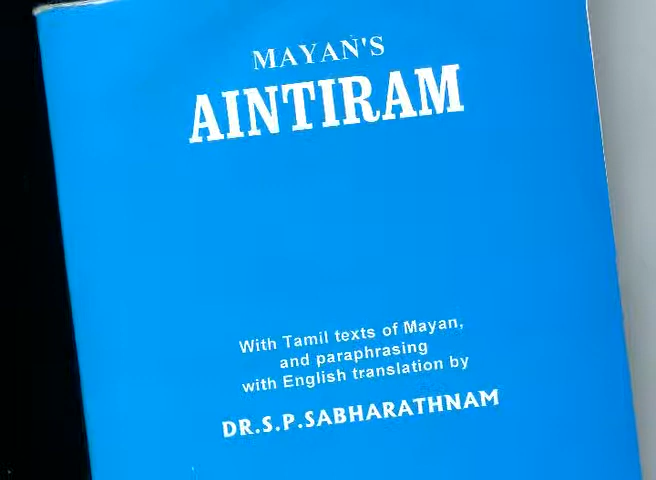 MAYAN'S
AINTIRAM
With Tamil texts of Mayan,
and paraphrasing
with English translation by
DR.S.P.SABHARATHNAM